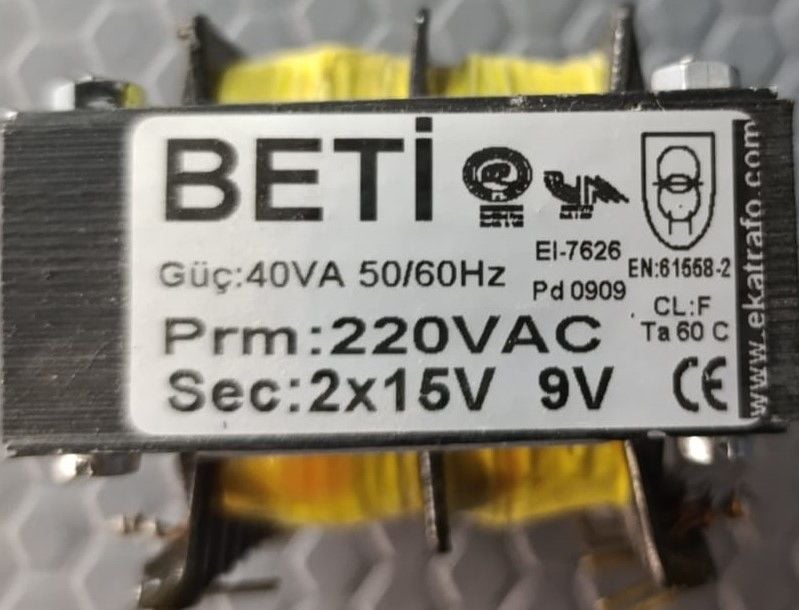 BETİ
Güç:40VA 50/60Hz
EI-7626
Pd 0909
EN:61558-2
CL:F
Ta 60 C
Prm:220VAC
Sec:2x15V 9V
CE
www.ekatrafo.com